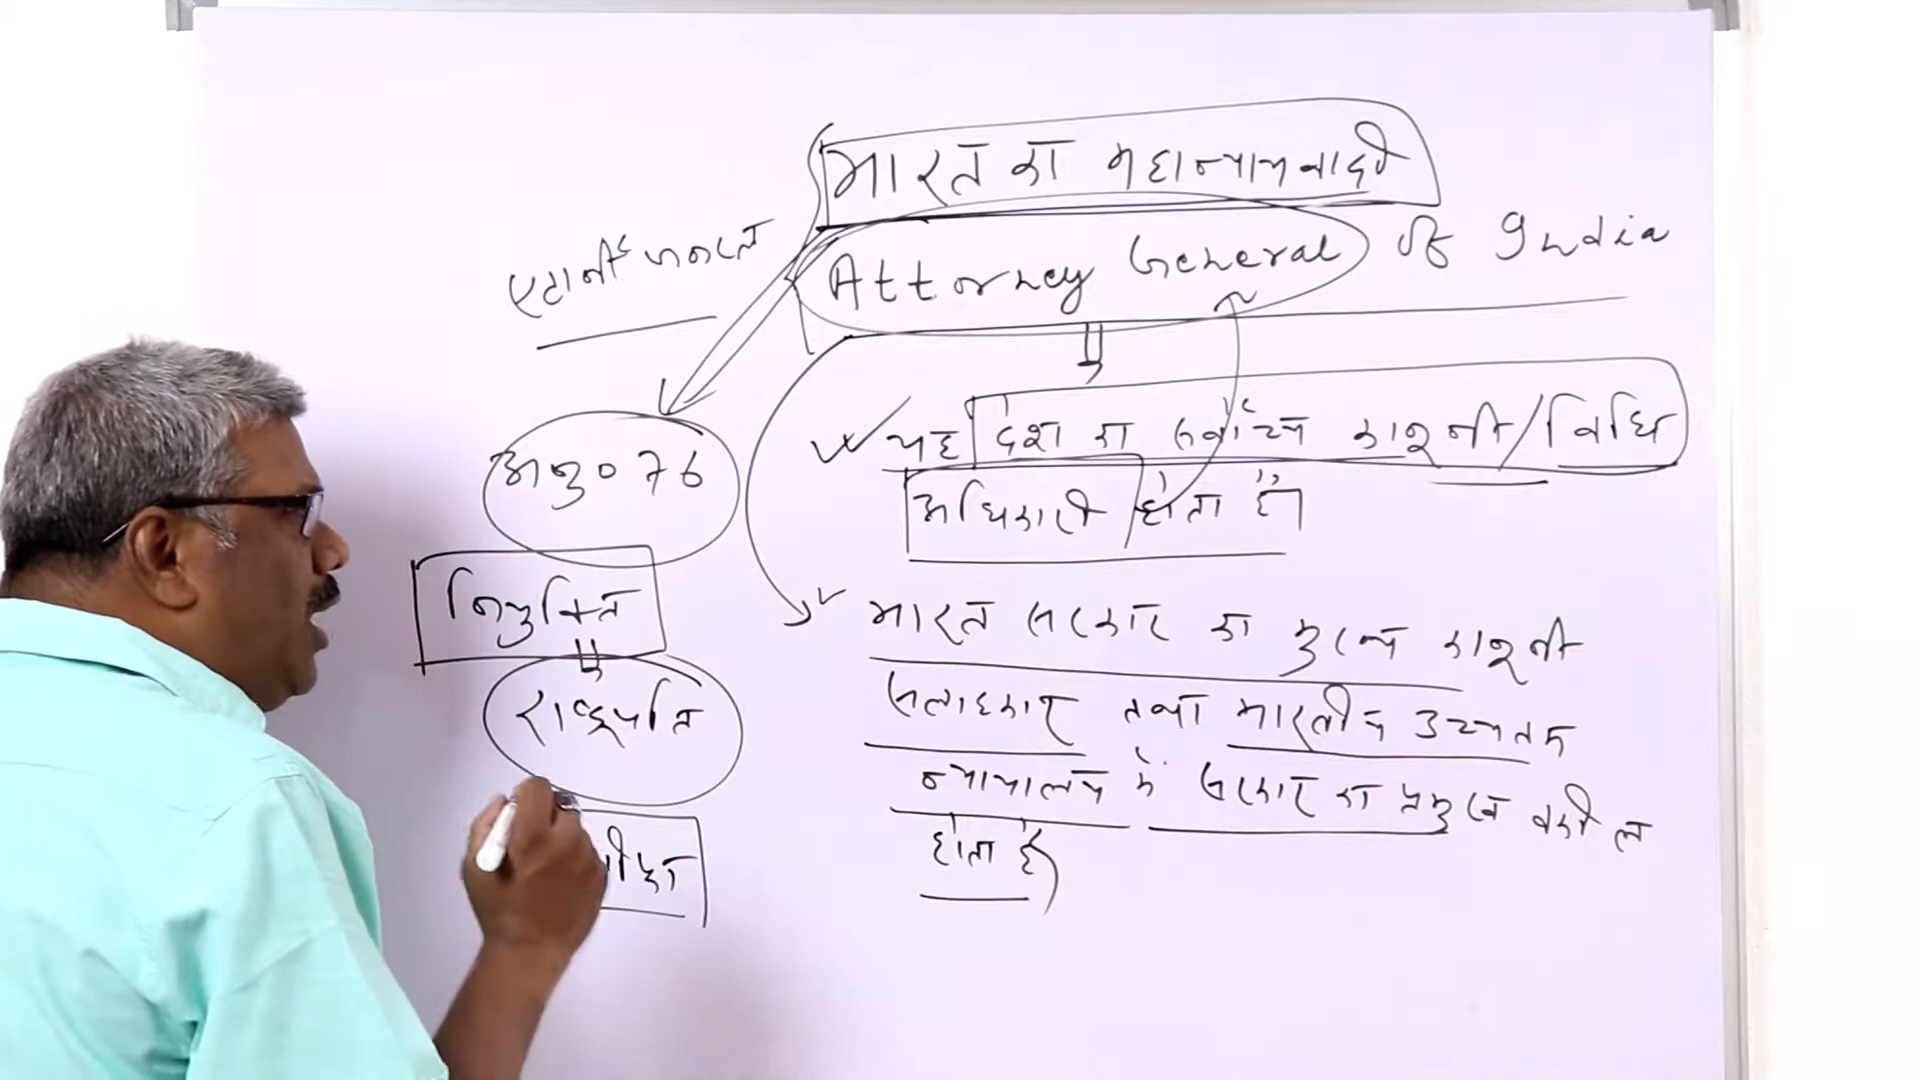 भारत का महान्यायवादी
Attorney General of India
एटार्नी जनरल
यह देश का सर्वोच्च कानूनी/विधि
अधिकारी होता है।
अनु० 76
नियुक्ति
राष्ट्रपति
भारत सरकार का मुख्य कानूनी
सलाहकार तथा भारतीय उच्चतम
न्यायालय में सरकार का प्रमुख वकील
होता है